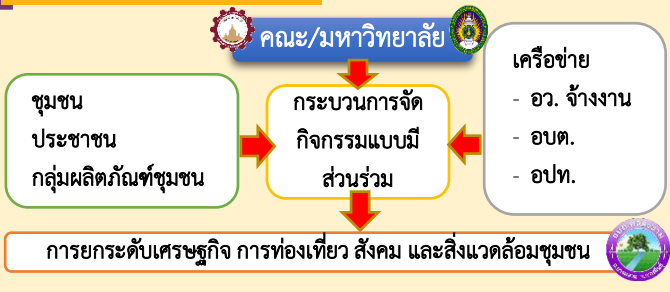 คณะ/มหาวิทยาลัย
ชุมชน
ประชาชน
กลุ่มผลิตภัณฑ์ชุมชน
กระบวนการจัด
กิจกรรมแบบมี
ส่วนร่วม
เครือข่าย
- อว. จ้างงาน
- อบต.
- อปท.
การยกระดับเศรษฐกิจ การท่องเที่ยว สังคม และสิ่งแวดล้อมชุมชน